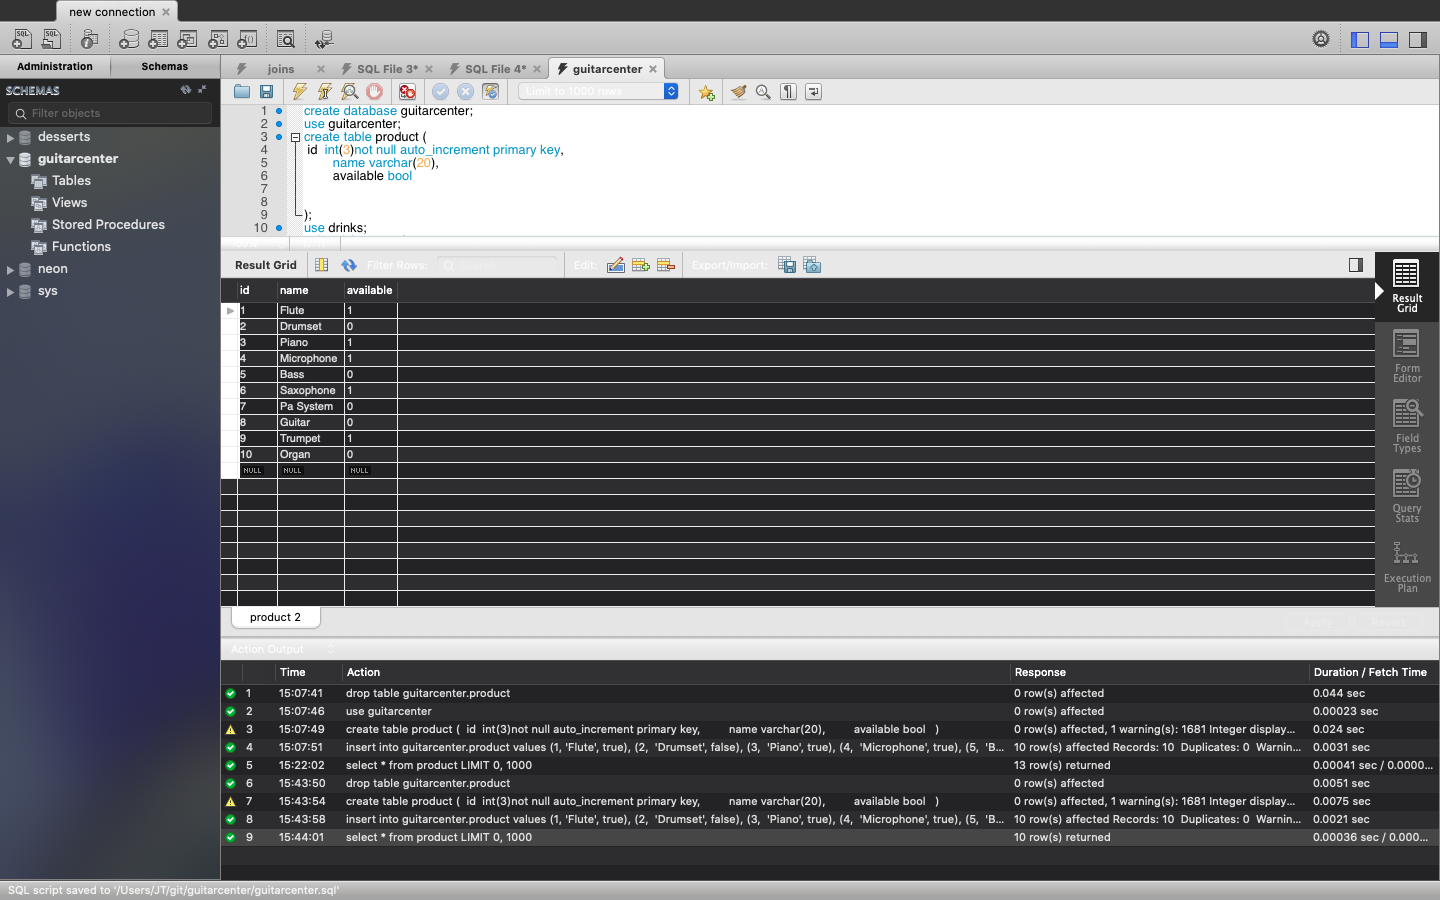 new connection
Administration
Schemas
joins
SQL File 3*
SQL File 4*
guitarcenter
SCHEMAS
Filter objects
desserts
guitarcenter
Tables
Views
Stored Procedures
Functions
neon
sys
Limit to 1000 rows
1 create database guitarcenter;
2 use guitarcenter;
3 create table product (
4 id int(3)not null auto_increment primary key,
5 name varchar(20),
6 available bool
7
8
9 );
10 use drinks;
Result Grid
Filter Rows:
Search
Edit:
Export/Import:
id name available
1 Flute 1
2 Drumset 0
3 Piano 1
4 Microphone 1
5 Bass 0
6 Saxophone 1
7 Pa System 0
8 Guitar 0
9 Trumpet 1
10 Organ 0
NULL NULL NULL
Result
Grid
Form
Editor
Field
Types
Query
Stats
Execution
Plan
product 2
Apply
Revert
Action Output
Time Action Response Duration / Fetch Time
1 15:07:41 drop table guitarcenter.product 0 row(s) affected 0.044 sec
2 15:07:46 use guitarcenter 0 row(s) affected 0.00023 sec
3 15:07:49 create table product ( id int(3)not null auto_increment primary key, name varchar(20), available bool ) 0 row(s) affected, 1 warning(s): 1681 Integer display... 0.024 sec
4 15:07:51 insert into guitarcenter.product values (1, 'Flute', true), (2, 'Drumset', false), (3, 'Piano', true), (4, 'Microphone', true), (5, 'B... 10 row(s) affected Records: 10 Duplicates: 0 Warnin... 0.0031 sec
5 15:22:02 select * from product LIMIT 0, 1000 13 row(s) returned 0.00041 sec / 0.0000...
6 15:43:50 drop table guitarcenter.product 0 row(s) affected 0.0051 sec
7 15:43:54 create table product ( id int(3)not null auto_increment primary key, name varchar(20), available bool ) 0 row(s) affected, 1 warning(s): 1681 Integer display... 0.0075 sec
8 15:43:58 insert into guitarcenter.product values (1, 'Flute', true), (2, 'Drumset', false), (3, 'Piano', true), (4, 'Microphone', true), (5, 'B... 10 row(s) affected Records: 10 Duplicates: 0 Warnin... 0.0021 sec
9 15:44:01 select * from product LIMIT 0, 1000 10 row(s) returned 0.00036 sec / 0.000...
SQL script saved to '/Users/JT/git/guitarcenter/guitarcenter.sql'